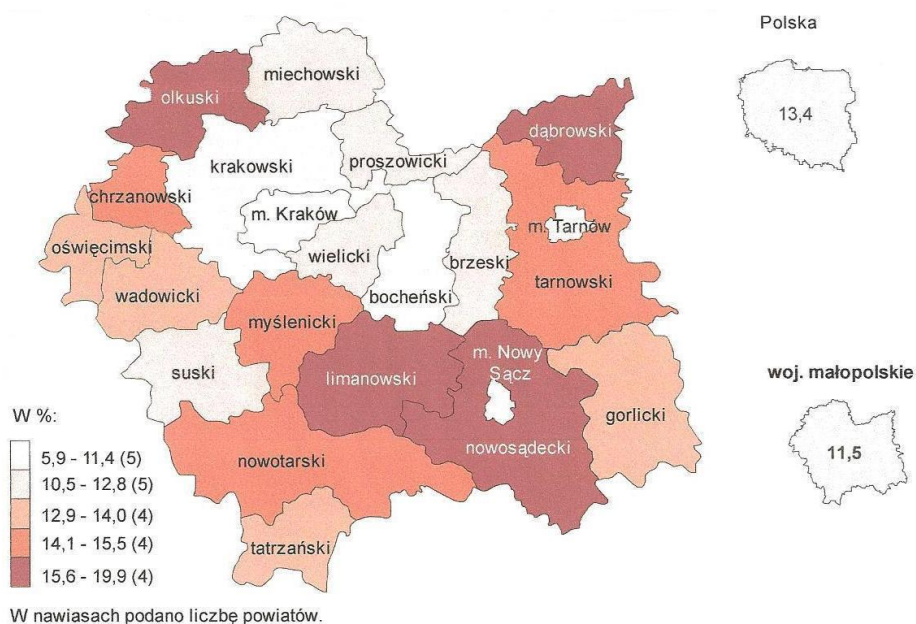 Polska
13,4
miechowski
olkuski
dąbrowski
krakowski
proszowicki
chrzanowski
m. Kraków
m. Tarnów
oświęcimski
wielicki
brzeski
tarnowski
wadowicki
bocheński
myślenicki
suski
limanowski
m. Nowy
Sącz
gorlicki
nowosądecki
nowotarski
tatrzański
woj. małopolskie
11,5
W %:
5,9 - 11,4 (5)
10,5 - 12,8 (5)
12,9 - 14,0 (4)
14,1 - 15,5 (4)
15,6 - 19,9 (4)
W nawiasach podano liczbę powiatów.